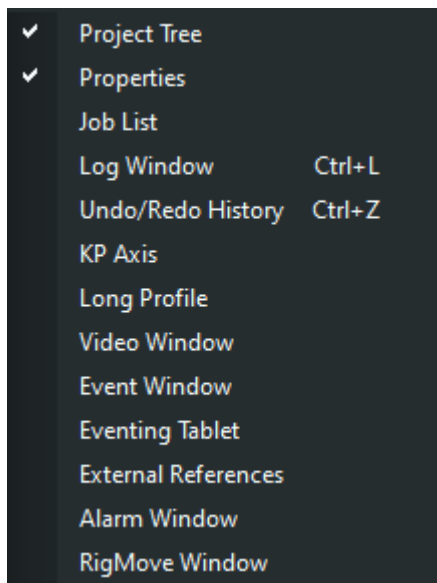 Project Tree
Properties
Job List
Log Window Ctrl+L
Undo/Redo History Ctrl+Z
KP Axis
Long Profile
Video Window
Event Window
Eventing Tablet
External References
Alarm Window
RigMove Window